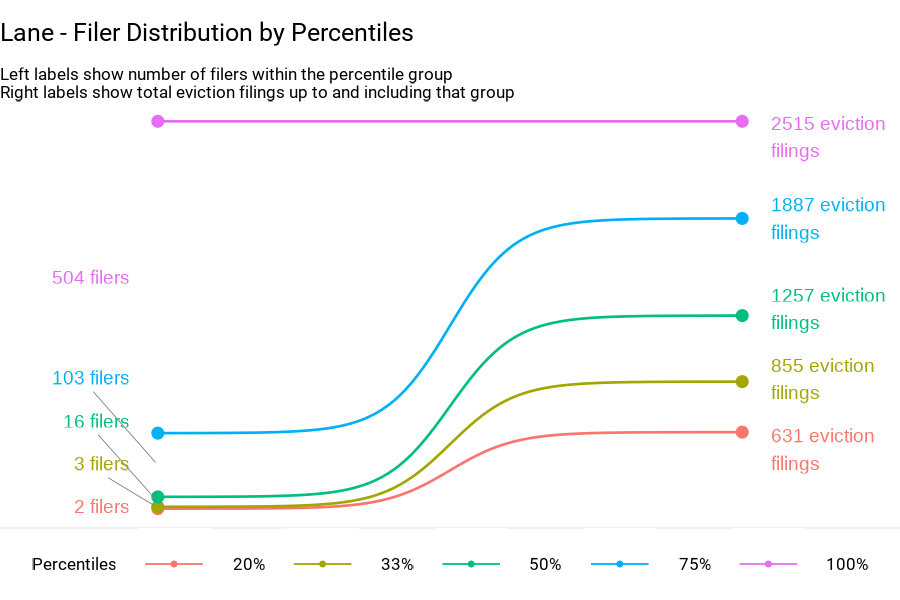 Lane - Filer Distribution by Percentiles
Left labels show number of filers within the percentile group
Right labels show total eviction filings up to and including that group
2515 eviction
filings
1887 eviction
filings
504 filers
1257 eviction
filings
103 filers
855 eviction
filings
16 filers
631 eviction
filings
3 filers
2 filers
Percentiles 20% 33% 50% 75% 100%